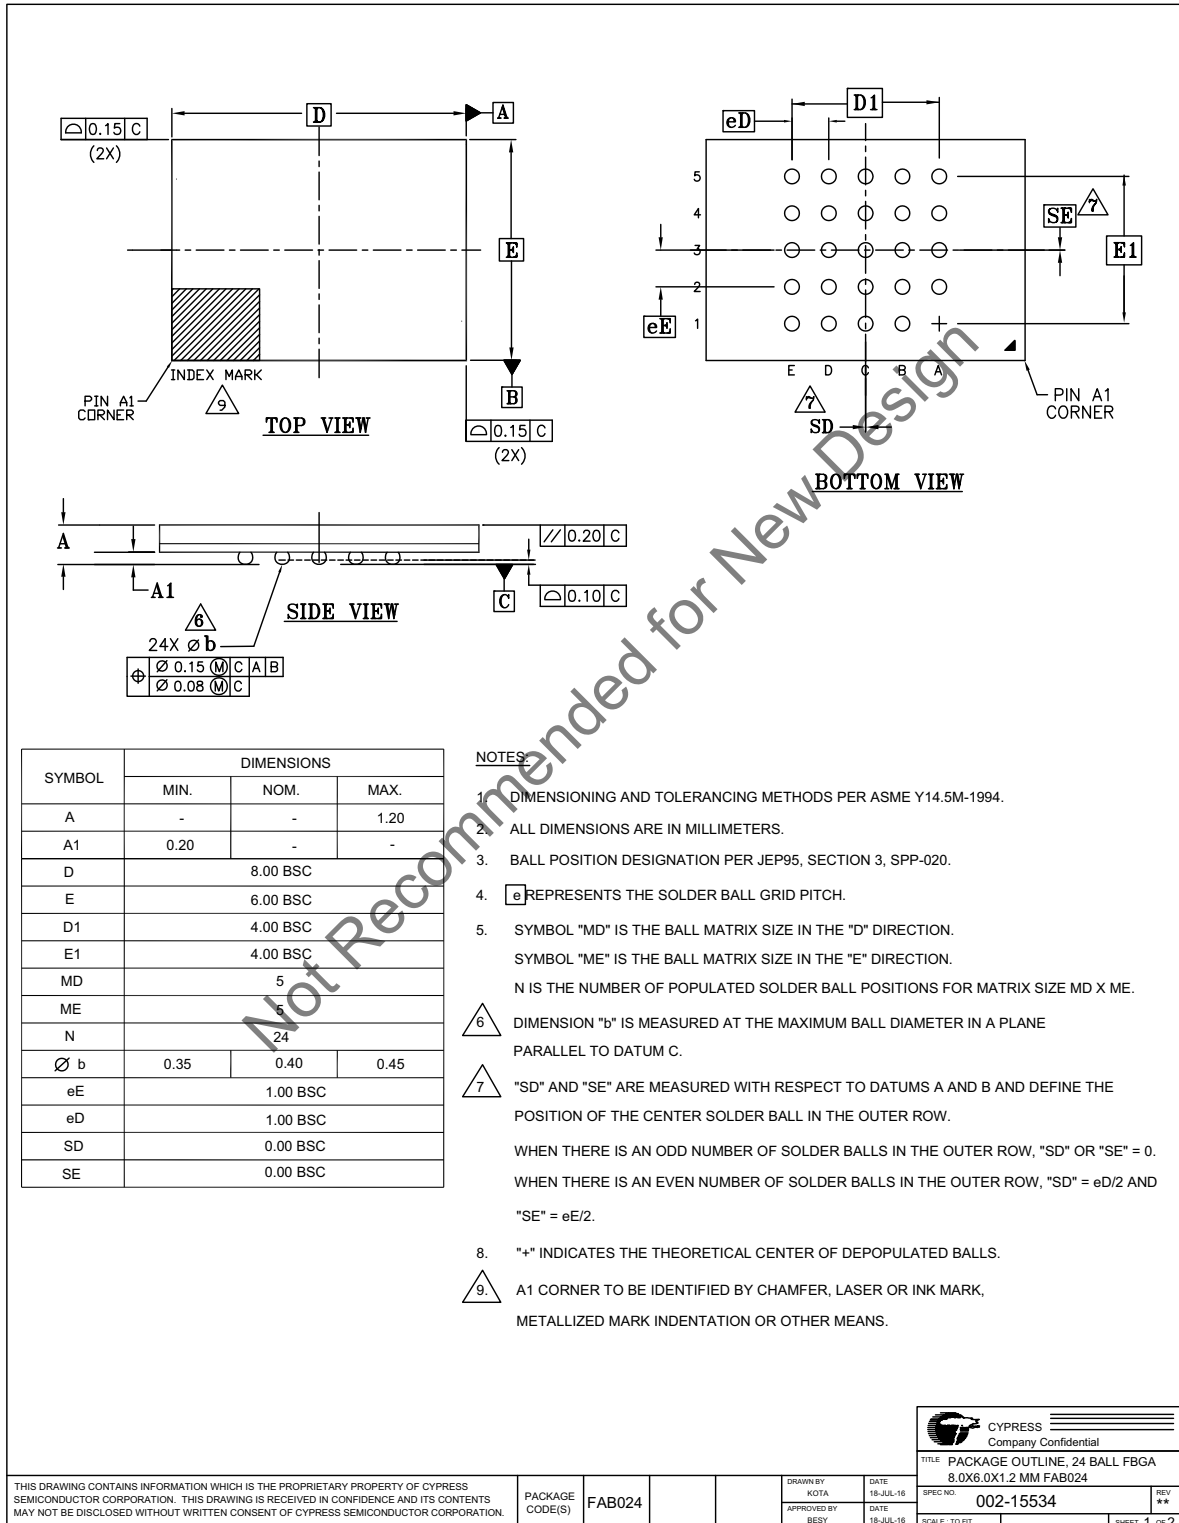 D
A
0.15 C
(2X)
E
INDEX MARK
9
PIN A1
CORNER
B
TOP VIEW
0.15 C
(2X)
D1
eD
5
4
3
2
1
SE
7
E1
eE
E D C B A
7
SD
PIN A1
CORNER
BOTTOM VIEW
A
A1
// 0.20 C
C
0.10 C
SIDE VIEW
6
24X Ø b
⌖ Ø 0.15 Ⓜ C A B
Ø 0.08 Ⓜ C
Not Recommended for New Design
SYMBOL DIMENSIONS
MIN. NOM. MAX.
A - - 1.20
A1 0.20 - -
D 8.00 BSC
E 6.00 BSC
D1 4.00 BSC
E1 4.00 BSC
MD 5
ME 5
N 24
Ø b 0.35 0.40 0.45
eE 1.00 BSC
eD 1.00 BSC
SD 0.00 BSC
SE 0.00 BSC
NOTES:
1. DIMENSIONING AND TOLERANCING METHODS PER ASME Y14.5M-1994.
2. ALL DIMENSIONS ARE IN MILLIMETERS.
3. BALL POSITION DESIGNATION PER JEP95, SECTION 3, SPP-020.
4. e REPRESENTS THE SOLDER BALL GRID PITCH.
5. SYMBOL "MD" IS THE BALL MATRIX SIZE IN THE "D" DIRECTION.
SYMBOL "ME" IS THE BALL MATRIX SIZE IN THE "E" DIRECTION.
N IS THE NUMBER OF POPULATED SOLDER BALL POSITIONS FOR MATRIX SIZE MD X ME.
6 DIMENSION "b" IS MEASURED AT THE MAXIMUM BALL DIAMETER IN A PLANE
PARALLEL TO DATUM C.
7 "SD" AND "SE" ARE MEASURED WITH RESPECT TO DATUMS A AND B AND DEFINE THE
POSITION OF THE CENTER SOLDER BALL IN THE OUTER ROW.
WHEN THERE IS AN ODD NUMBER OF SOLDER BALLS IN THE OUTER ROW, "SD" OR "SE" = 0.
WHEN THERE IS AN EVEN NUMBER OF SOLDER BALLS IN THE OUTER ROW, "SD" = eD/2 AND
"SE" = eE/2.
8. "+" INDICATES THE THEORETICAL CENTER OF DEPOPULATED BALLS.
9. A1 CORNER TO BE IDENTIFIED BY CHAMFER, LASER OR INK MARK,
METALLIZED MARK INDENTATION OR OTHER MEANS.
THIS DRAWING CONTAINS INFORMATION WHICH IS THE PROPRIETARY PROPERTY OF CYPRESS
SEMICONDUCTOR CORPORATION. THIS DRAWING IS RECEIVED IN CONFIDENCE AND ITS CONTENTS
MAY NOT BE DISCLOSED WITHOUT WRITTEN CONSENT OF CYPRESS SEMICONDUCTOR CORPORATION.
PACKAGE
CODE(S)
FAB024
DRAWN BY
KOTA
DATE
18-JUL-16
APPROVED BY
BESY
DATE
18-JUL-16
CYPRESS
Company Confidential
TITLE PACKAGE OUTLINE, 24 BALL FBGA
8.0X6.0X1.2 MM FAB024
SPEC NO.
002-15534
REV
**
SCALE : TO FIT
SHEET 1 OF 2